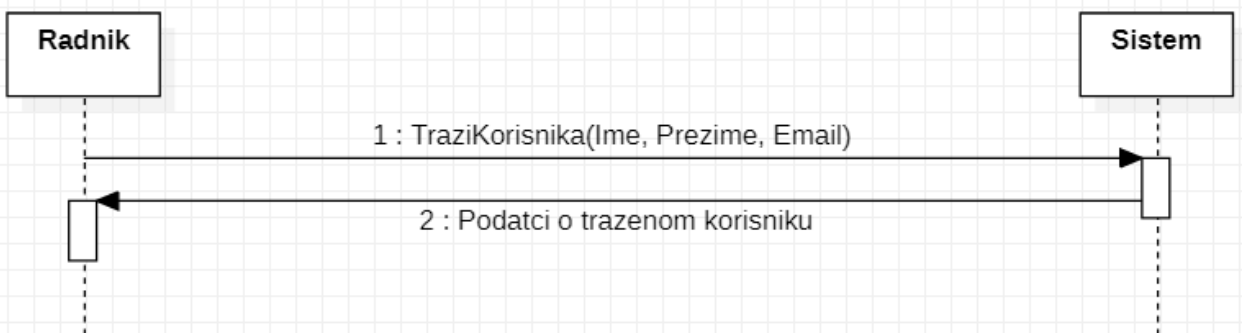 Radnik
Sistem
1 : TraziKorisnika(Ime, Prezime, Email)
2 : Podatci o trazenom korisniku